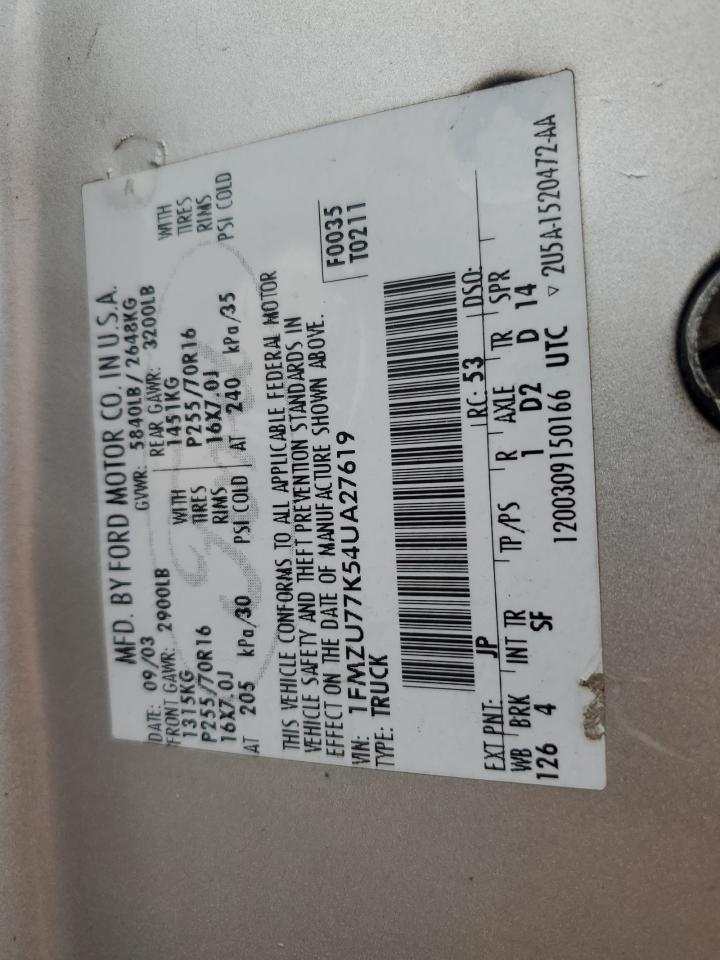 MFD. BY FORD MOTOR CO. IN U.S.A.
DATE: 09/03 GVWR: 5840LB/ 2648KG
FRONT GAWR: 2900LB REAR GAWR: 3200LB
1315KG WITH 1451KG WITH
P255/70R16 TIRES P255/70R16 TIRES
16X7.0J RIMS 16X7.0J RIMS
AT 205 kPa/30 PSI COLD AT 240 kPa/35 PSI COLD
THIS VEHICLE CONFORMS TO ALL APPLICABLE FEDERAL MOTOR
VEHICLE SAFETY AND THEFT PREVENTION STANDARDS IN
EFFECT ON THE DATE OF MANUFACTURE SHOWN ABOVE.
VIN: 1FMZU77K54UA27619 F0035
TYPE: TRUCK T0211
EXT PNT: JP RC: 53 DSO:
WB BRK INT TR TP/PS R AXLE TR SPR
126 4 SF 1 D2 D 14
1200309150166 UTC ▽ 2U5A-1520472-AA
Ford